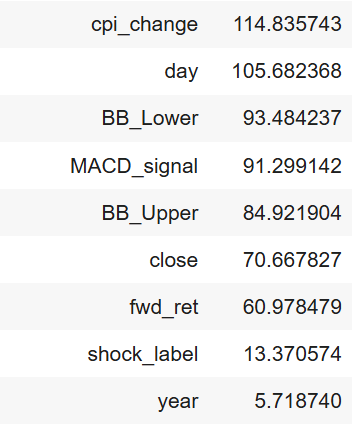 cpi_change 114.835743
day 105.682368
BB_Lower 93.484237
MACD_signal 91.299142
BB_Upper 84.921904
close 70.667827
fwd_ret 60.978479
shock_label 13.370574
year 5.718740